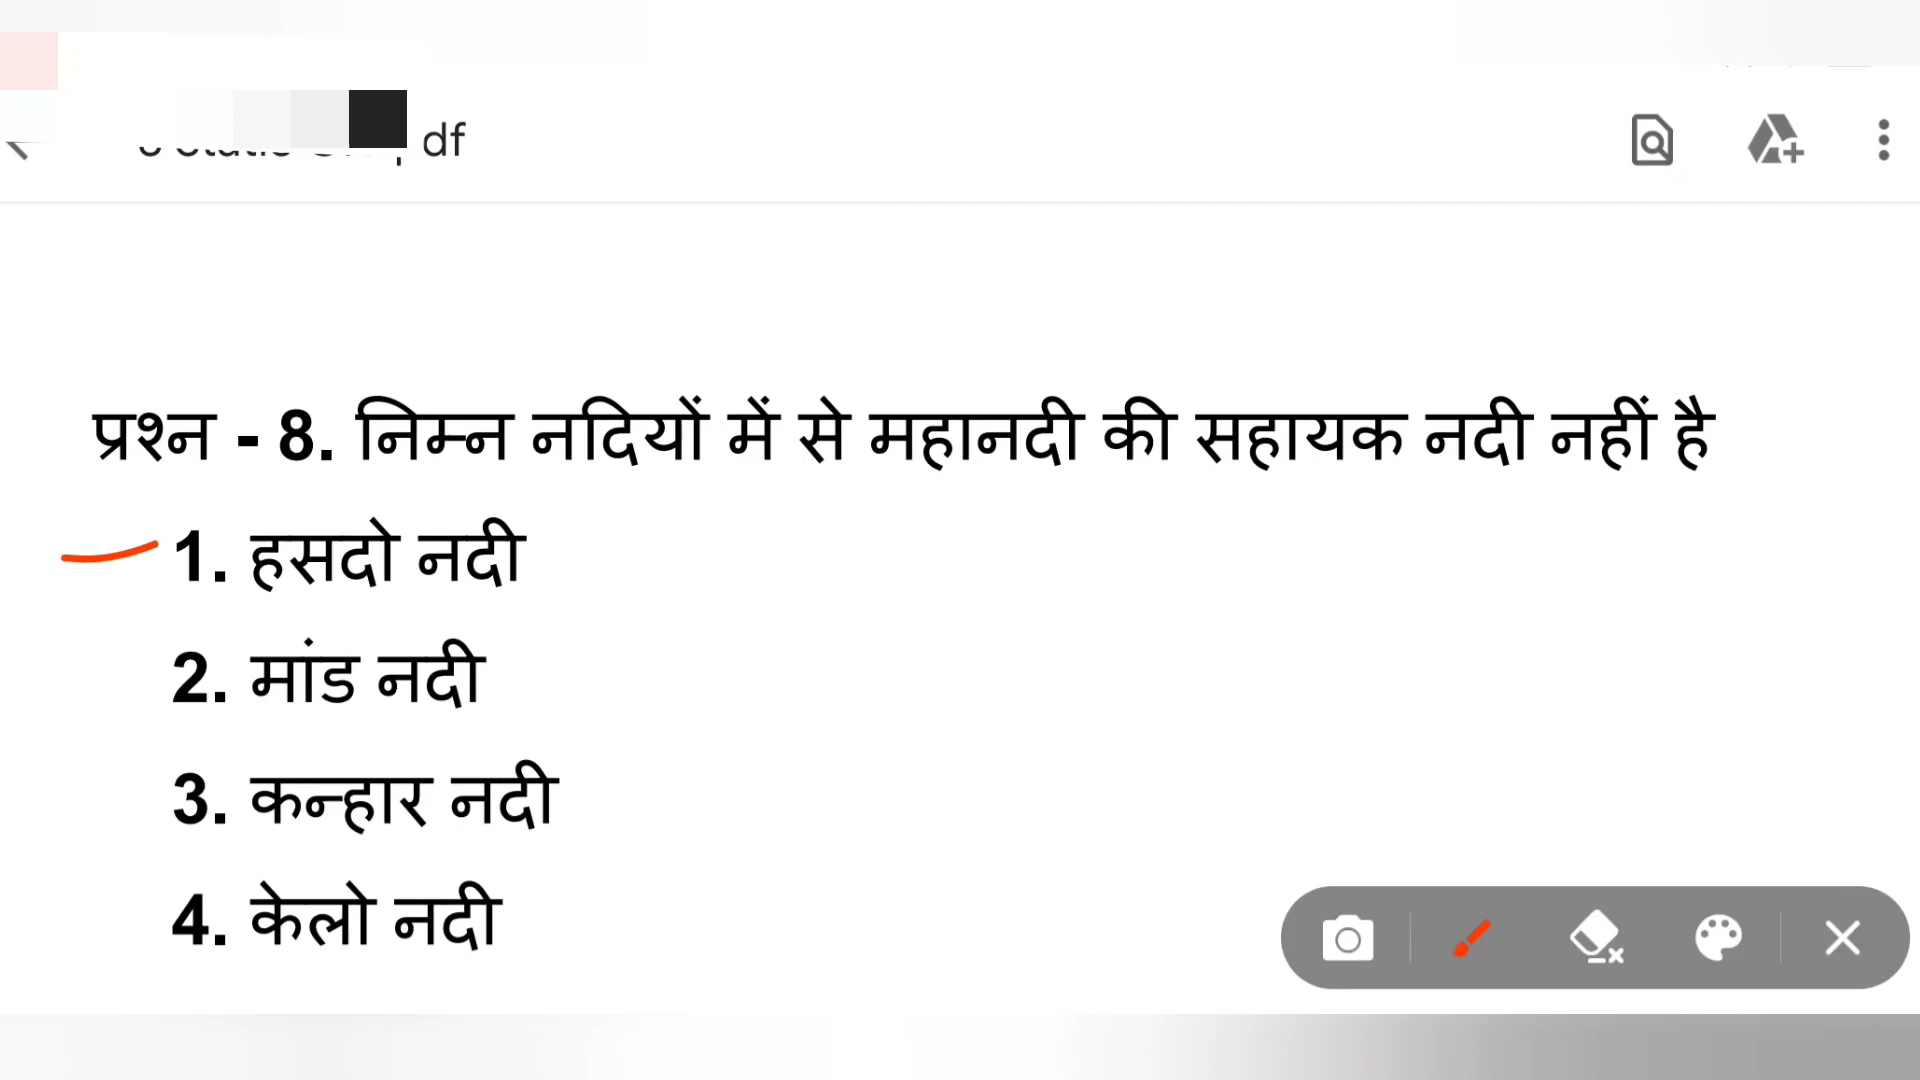 df
प्रश्न - 8. निम्न नदियों में से महानदी की सहायक नदी नहीं है
1. हसदो नदी
2. मांड नदी
3. कन्हार नदी
4. केलो नदी